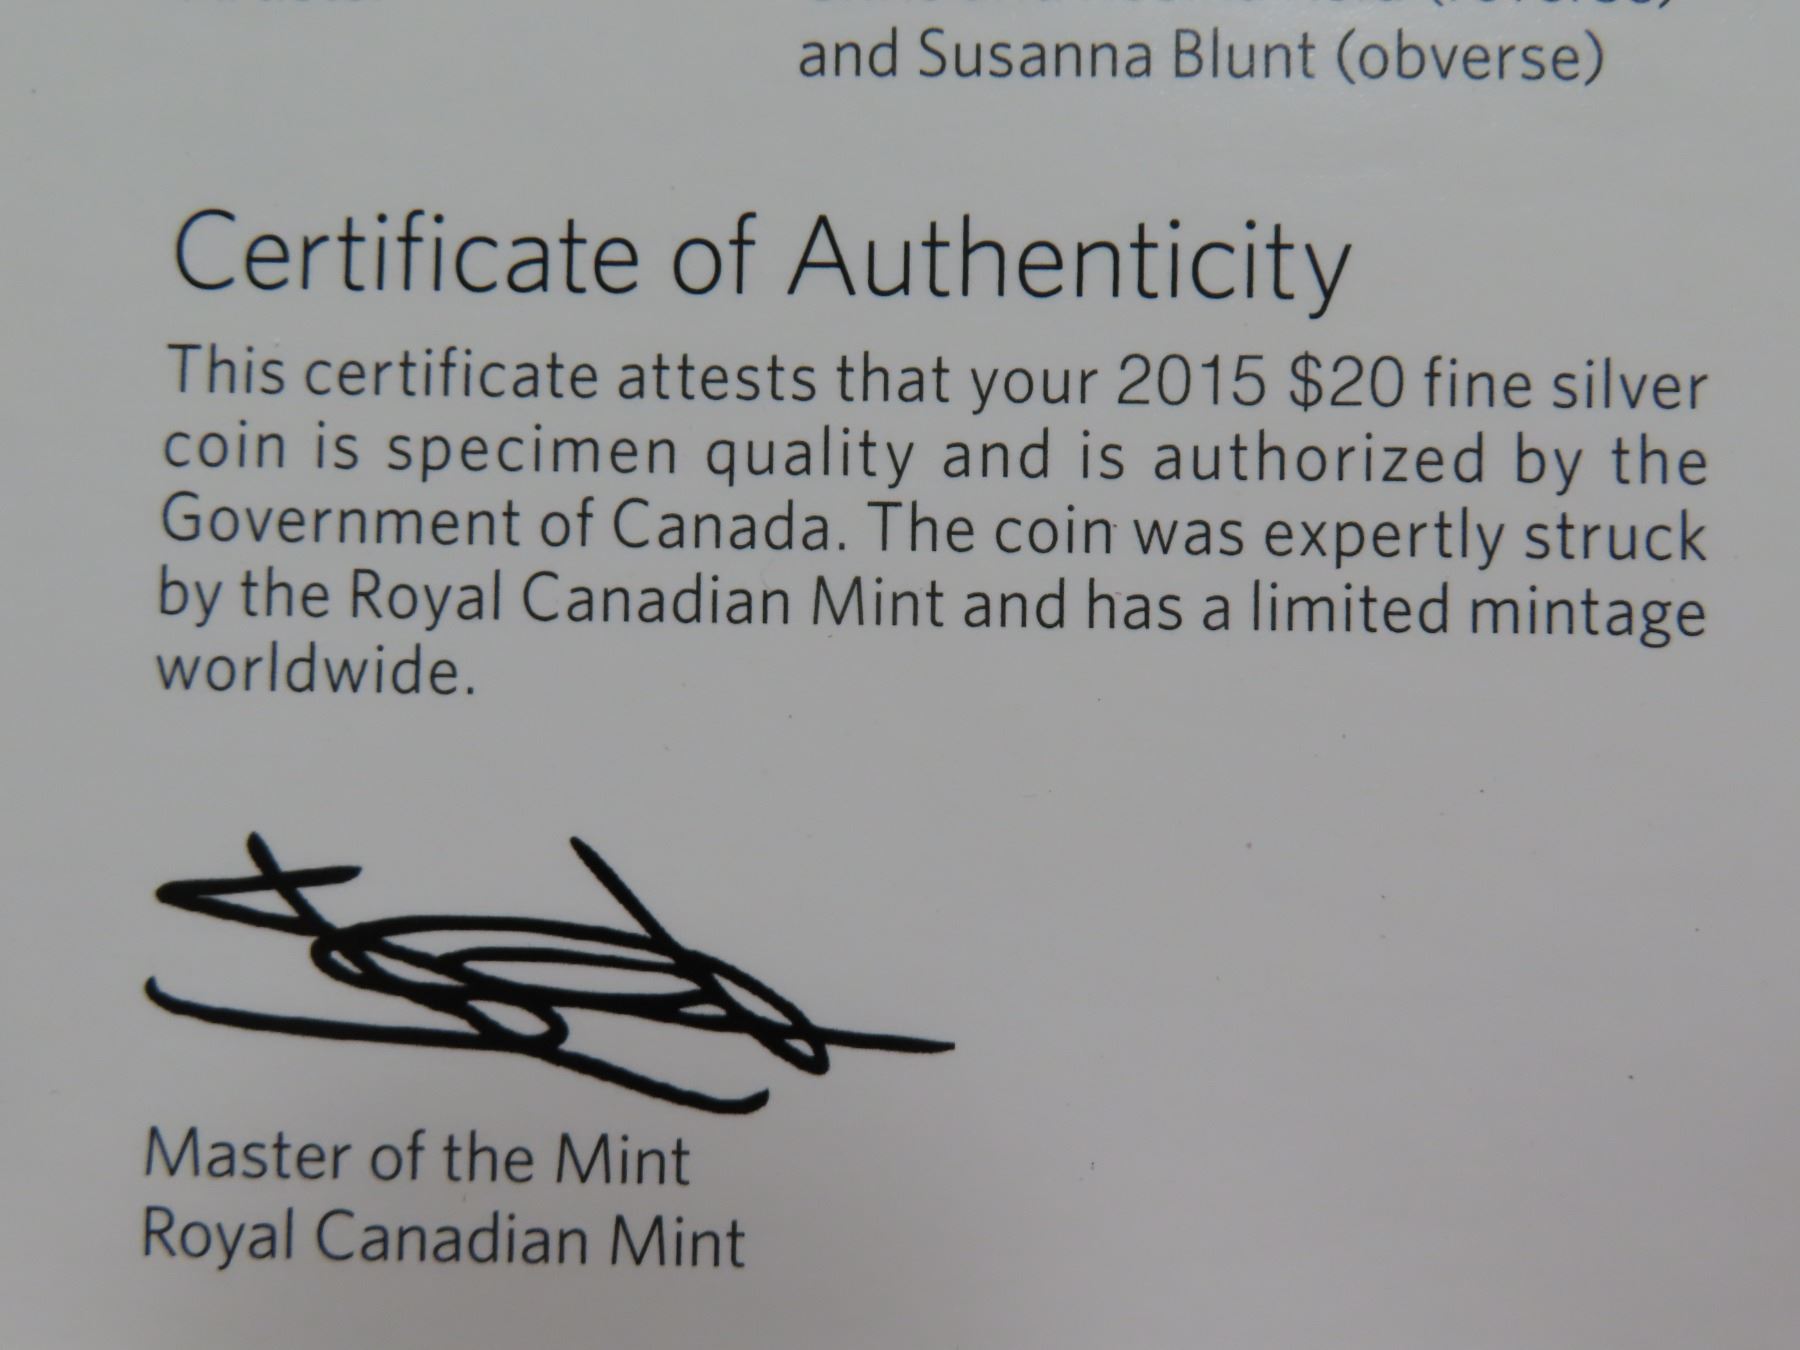 (reverse)
and Susanna Blunt (obverse)
Certificate of Authenticity
This certificate attests that your 2015 $20 fine silver
coin is specimen quality and is authorized by the
Government of Canada. The coin was expertly struck
by the Royal Canadian Mint and has a limited mintage
worldwide.
Master of the Mint
Royal Canadian Mint